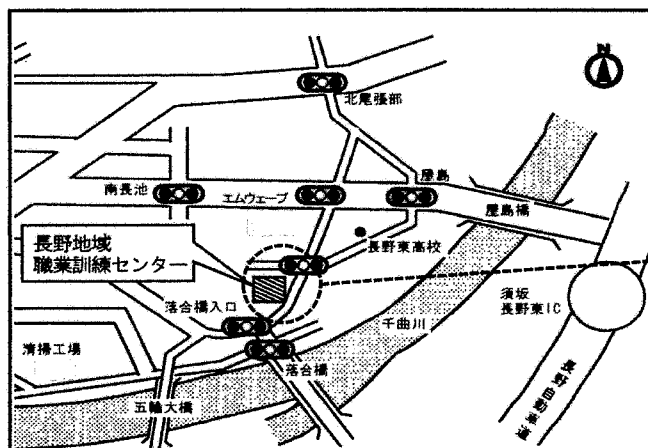 N
北尾張部
南長池
エムウェーブ
屋島
屋島橋
長野東高校
長野地域
職業訓練センター
落合橋入口
須坂
長野東IC
千曲川
清掃工場
落合橋
五輪大橋
長野自動車道